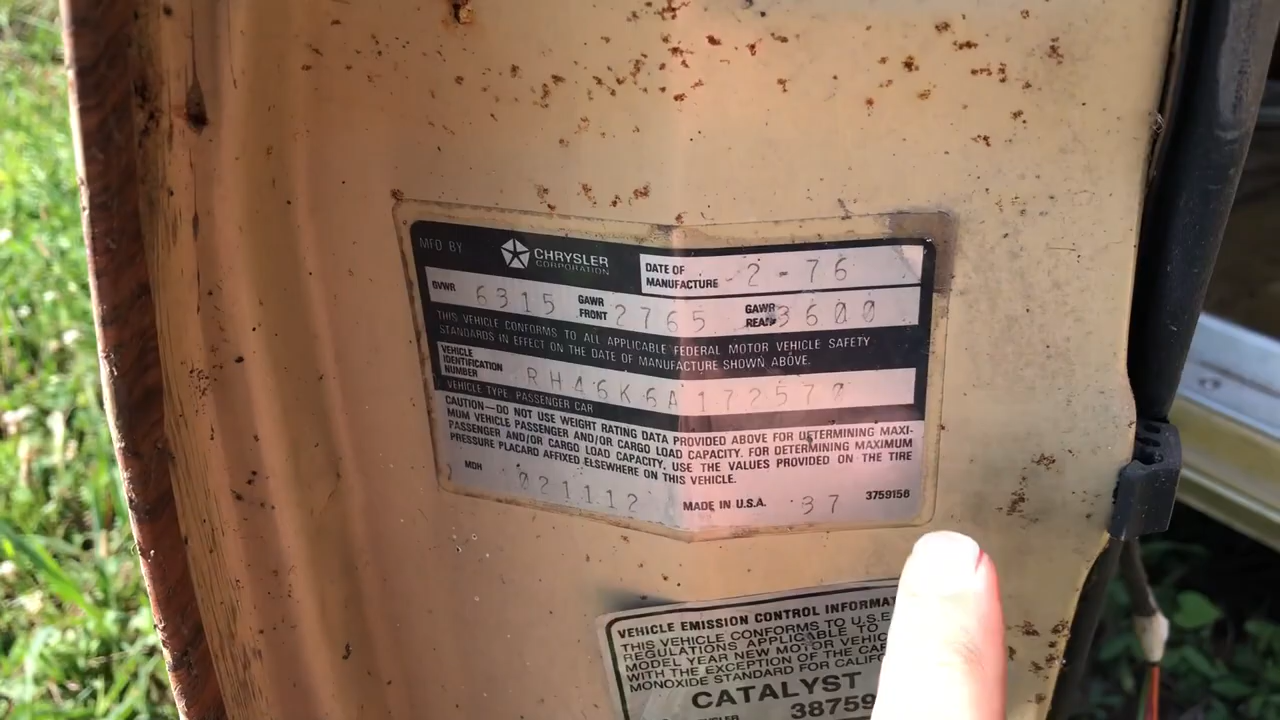 MFD BY
CHRYSLER
CORPORATION
DATE OF
MANUFACTURE
2-76
GVWR 6315 GAWR FRONT 2765 GAWR REAR 3600
THIS VEHICLE CONFORMS TO ALL APPLICABLE FEDERAL MOTOR VEHICLE SAFETY
STANDARDS IN EFFECT ON THE DATE OF MANUFACTURE SHOWN ABOVE.
VEHICLE
IDENTIFICATION
NUMBER
RH46K6A172570
VEHICLE TYPE: PASSENGER CAR
CAUTION—DO NOT USE WEIGHT RATING DATA PROVIDED ABOVE FOR DETERMINING MAXI-
MUM VEHICLE PASSENGER AND/OR CARGO LOAD CAPACITY. FOR DETERMINING MAXIMUM
PASSENGER AND/OR CARGO LOAD CAPACITY, USE THE VALUES PROVIDED ON THE TIRE
PRESSURE PLACARD AFFIXED ELSEWHERE ON THIS VEHICLE.
MDH 021112 MADE IN U.S.A. 37 3759156
VEHICLE EMISSION CONTROL INFORMAT
THIS VEHICLE CONFORMS TO U.S.E
REGULATIONS APPLICABLE TO
MODEL YEAR NEW MOTOR VEHIC
WITH THE EXCEPTION OF THE CAR
MONOXIDE STANDARD FOR CALIFO
CATALYST
38759